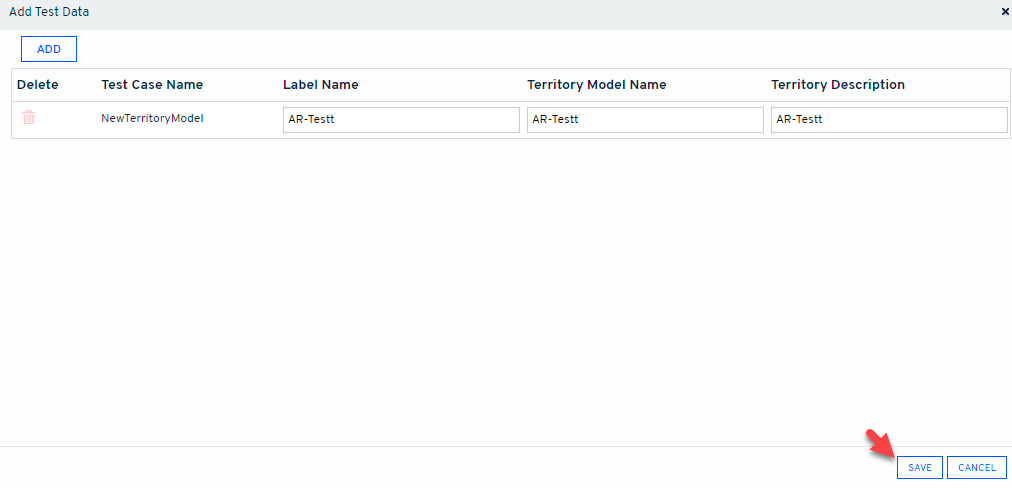 Add Test Data
ADD
Delete Test Case Name Label Name Territory Model Name Territory Description
NewTerritoryModel AR-Testt AR-Testt AR-Testt
SAVE CANCEL